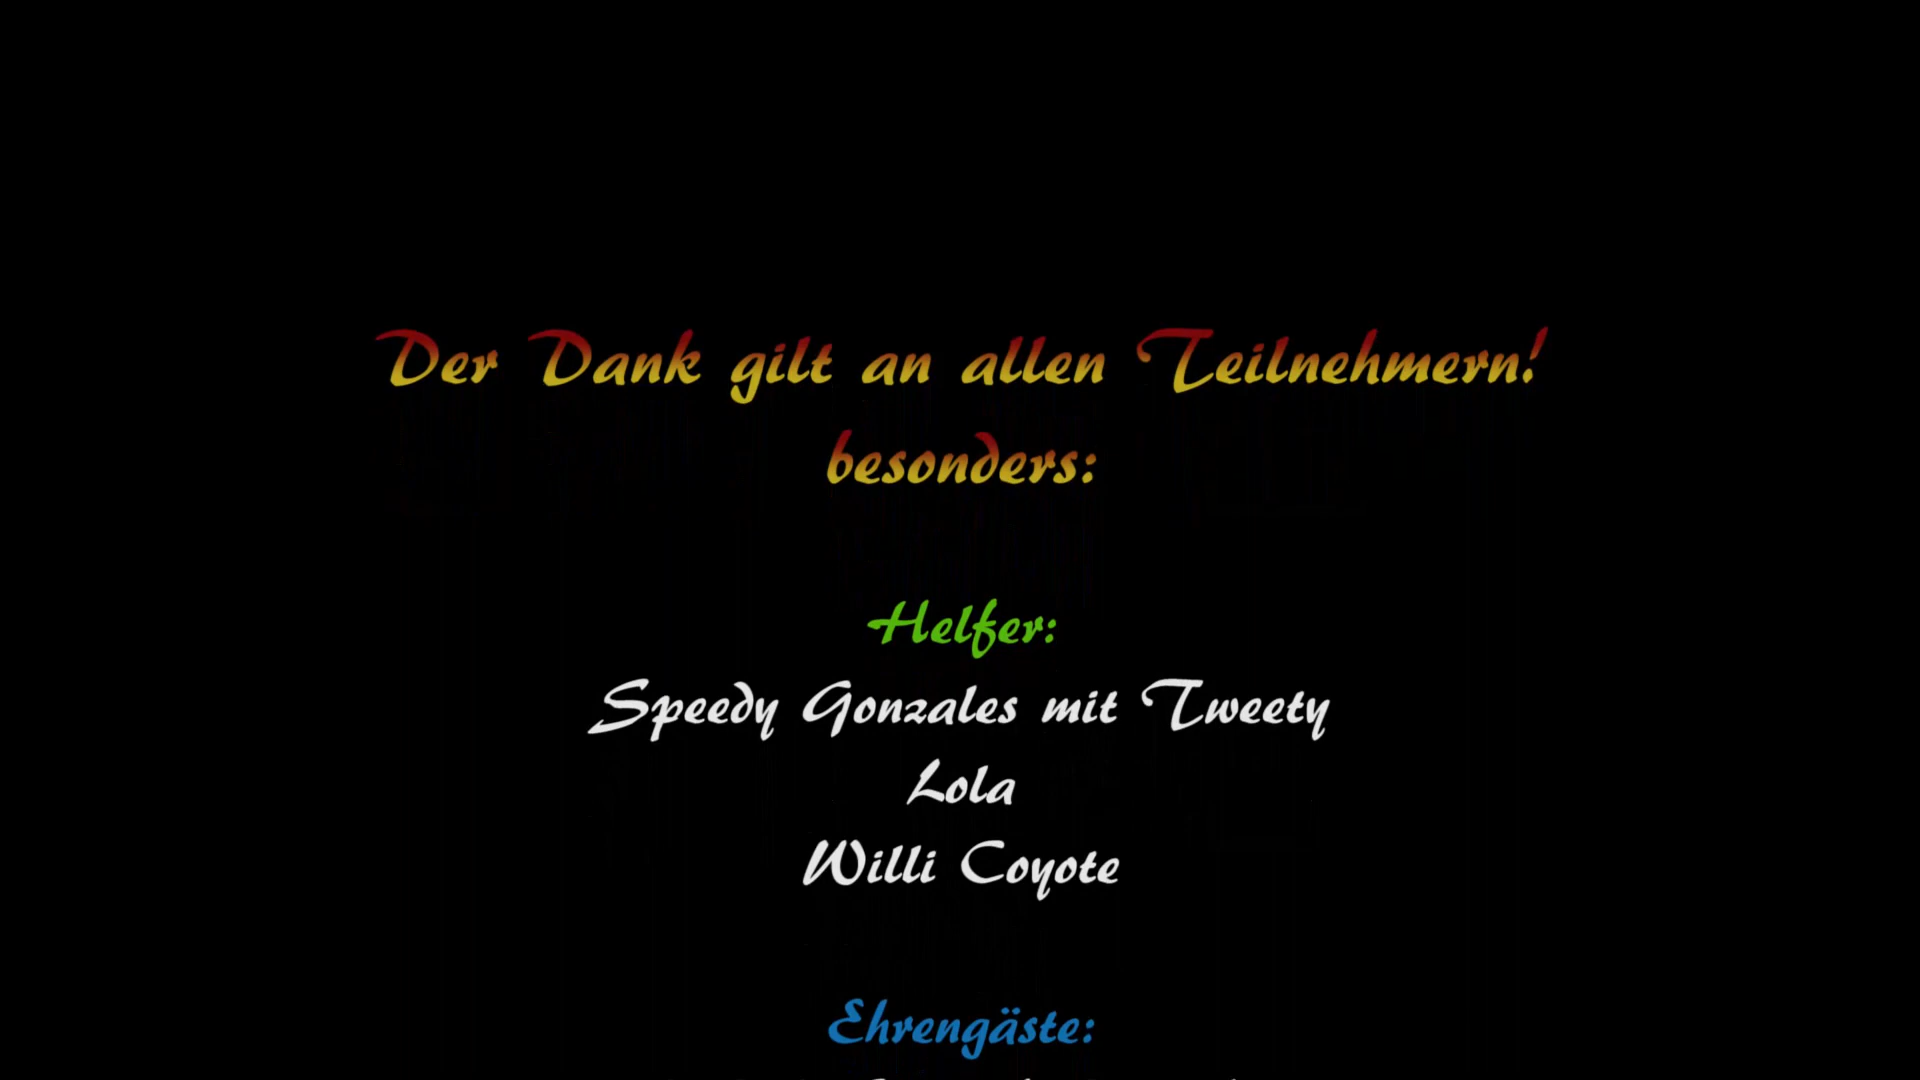 Der Dank gilt an allen Teilnehmern!
besonders:
Helfer:
Speedy Gonzales mit Tweety
Lola
Willi Coyote
Ehrengäste: